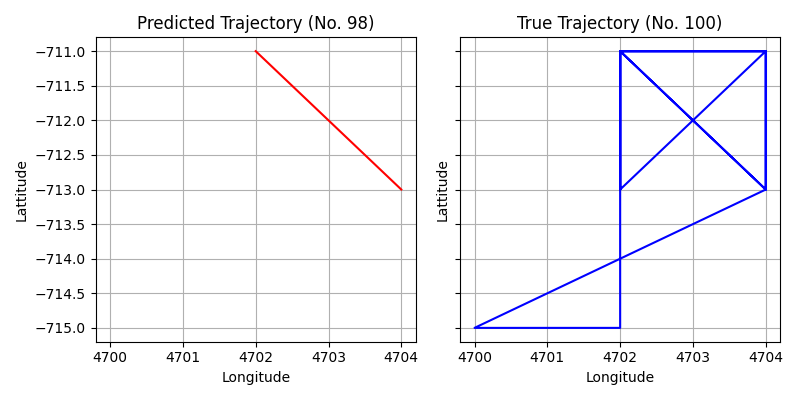 Predicted Trajectory (No. 98)
−711.0
−711.5
−712.0
−712.5
−713.0
−713.5
−714.0
−714.5
−715.0
Lattitude
4700 4701 4702 4703 4704
Longitude
True Trajectory (No. 100)
Lattitude
4700 4701 4702 4703 4704
Longitude